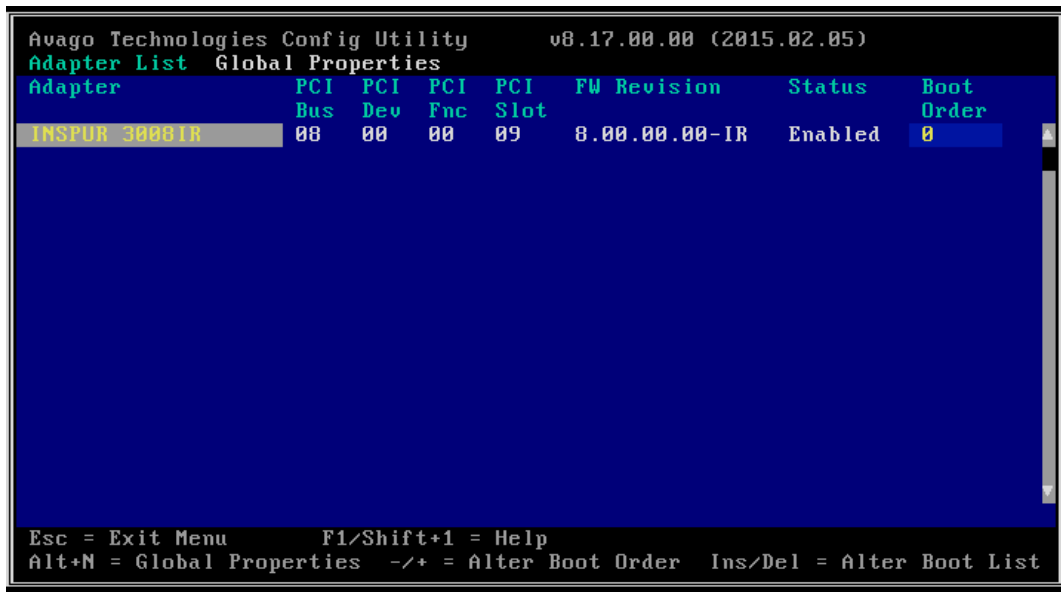 Avago Technologies Config Utility v8.17.00.00 (2015.02.05)
Adapter List Global Properties
Adapter PCI PCI PCI PCI FW Revision Status Boot
Bus Dev Fnc Slot Order
INSPUR 3008IR 08 00 00 09 8.00.00.00-IR Enabled 0
Esc = Exit Menu F1/Shift+1 = Help
Alt+N = Global Properties -/+ = Alter Boot Order Ins/Del = Alter Boot List